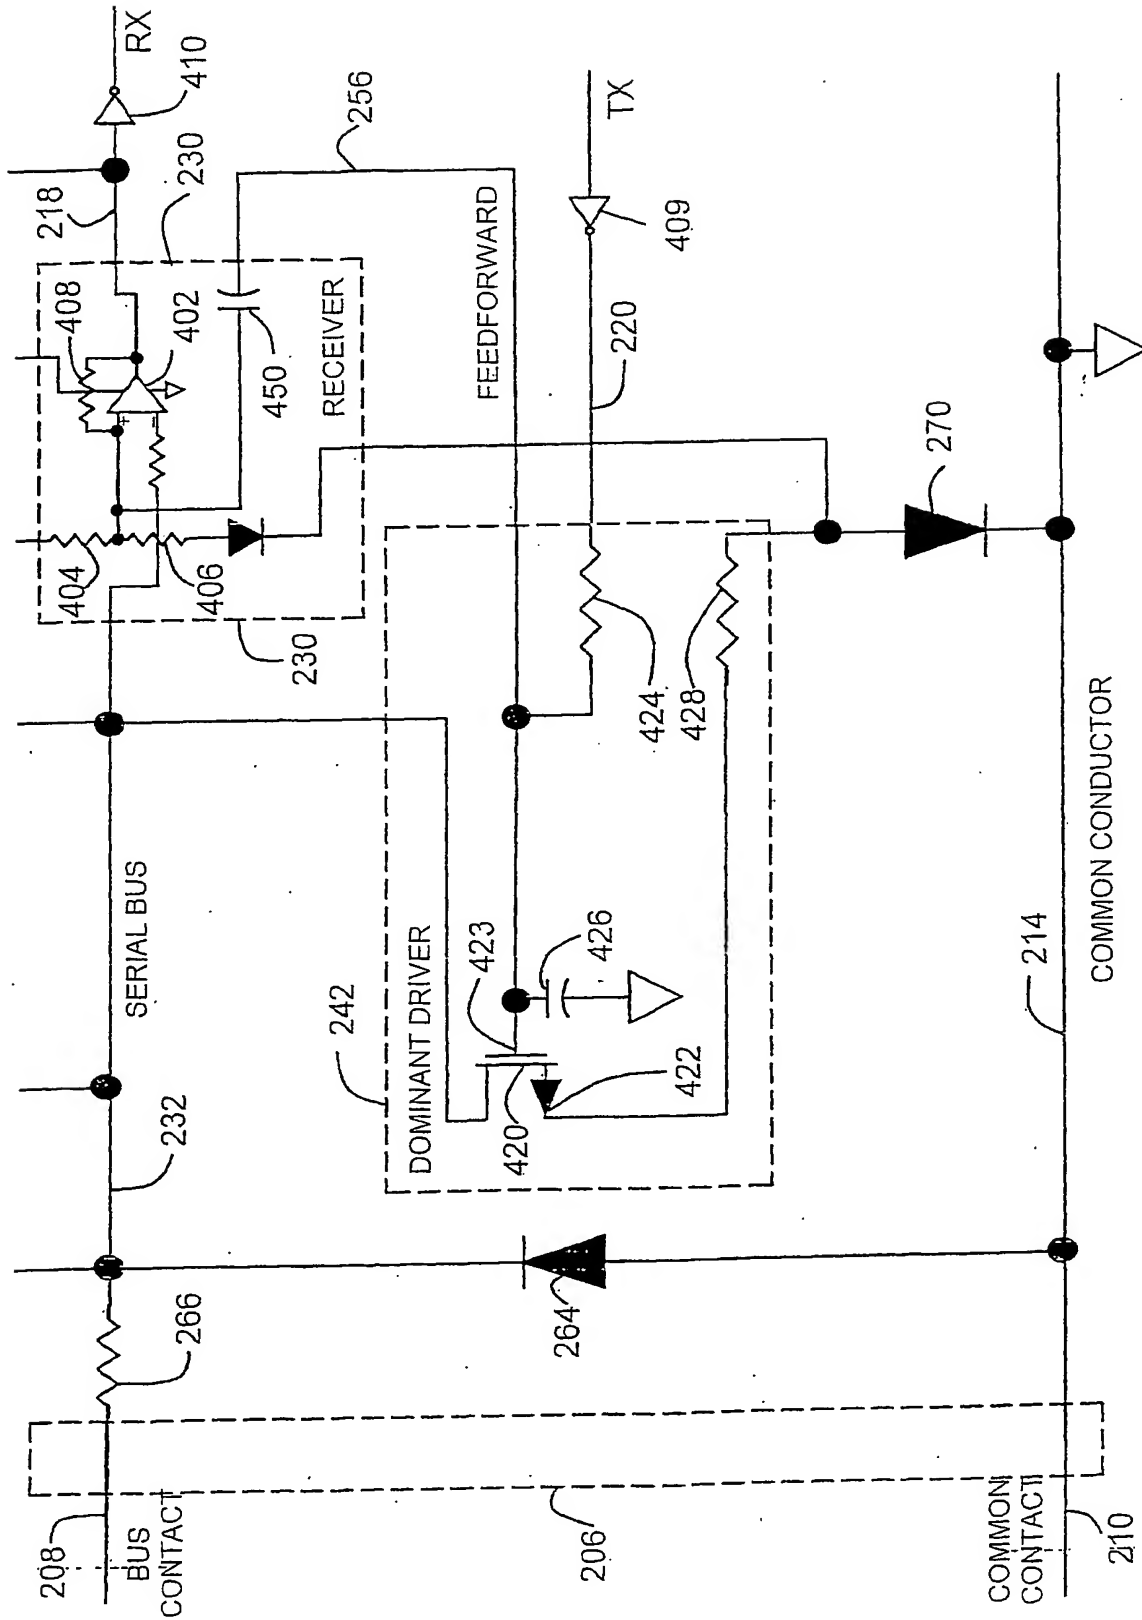 208
BUS
CONTACT
266
232
SERIAL BUS
404
406
408
402
218
RX
410
230
230
450
RECEIVER
256
FEEDFORWARD
TX
409
220
242
DOMINANT DRIVER
423
420
422
426
424
428
264
270
206
COMMON
CONTACT
210
214
COMMON CONDUCTOR
+